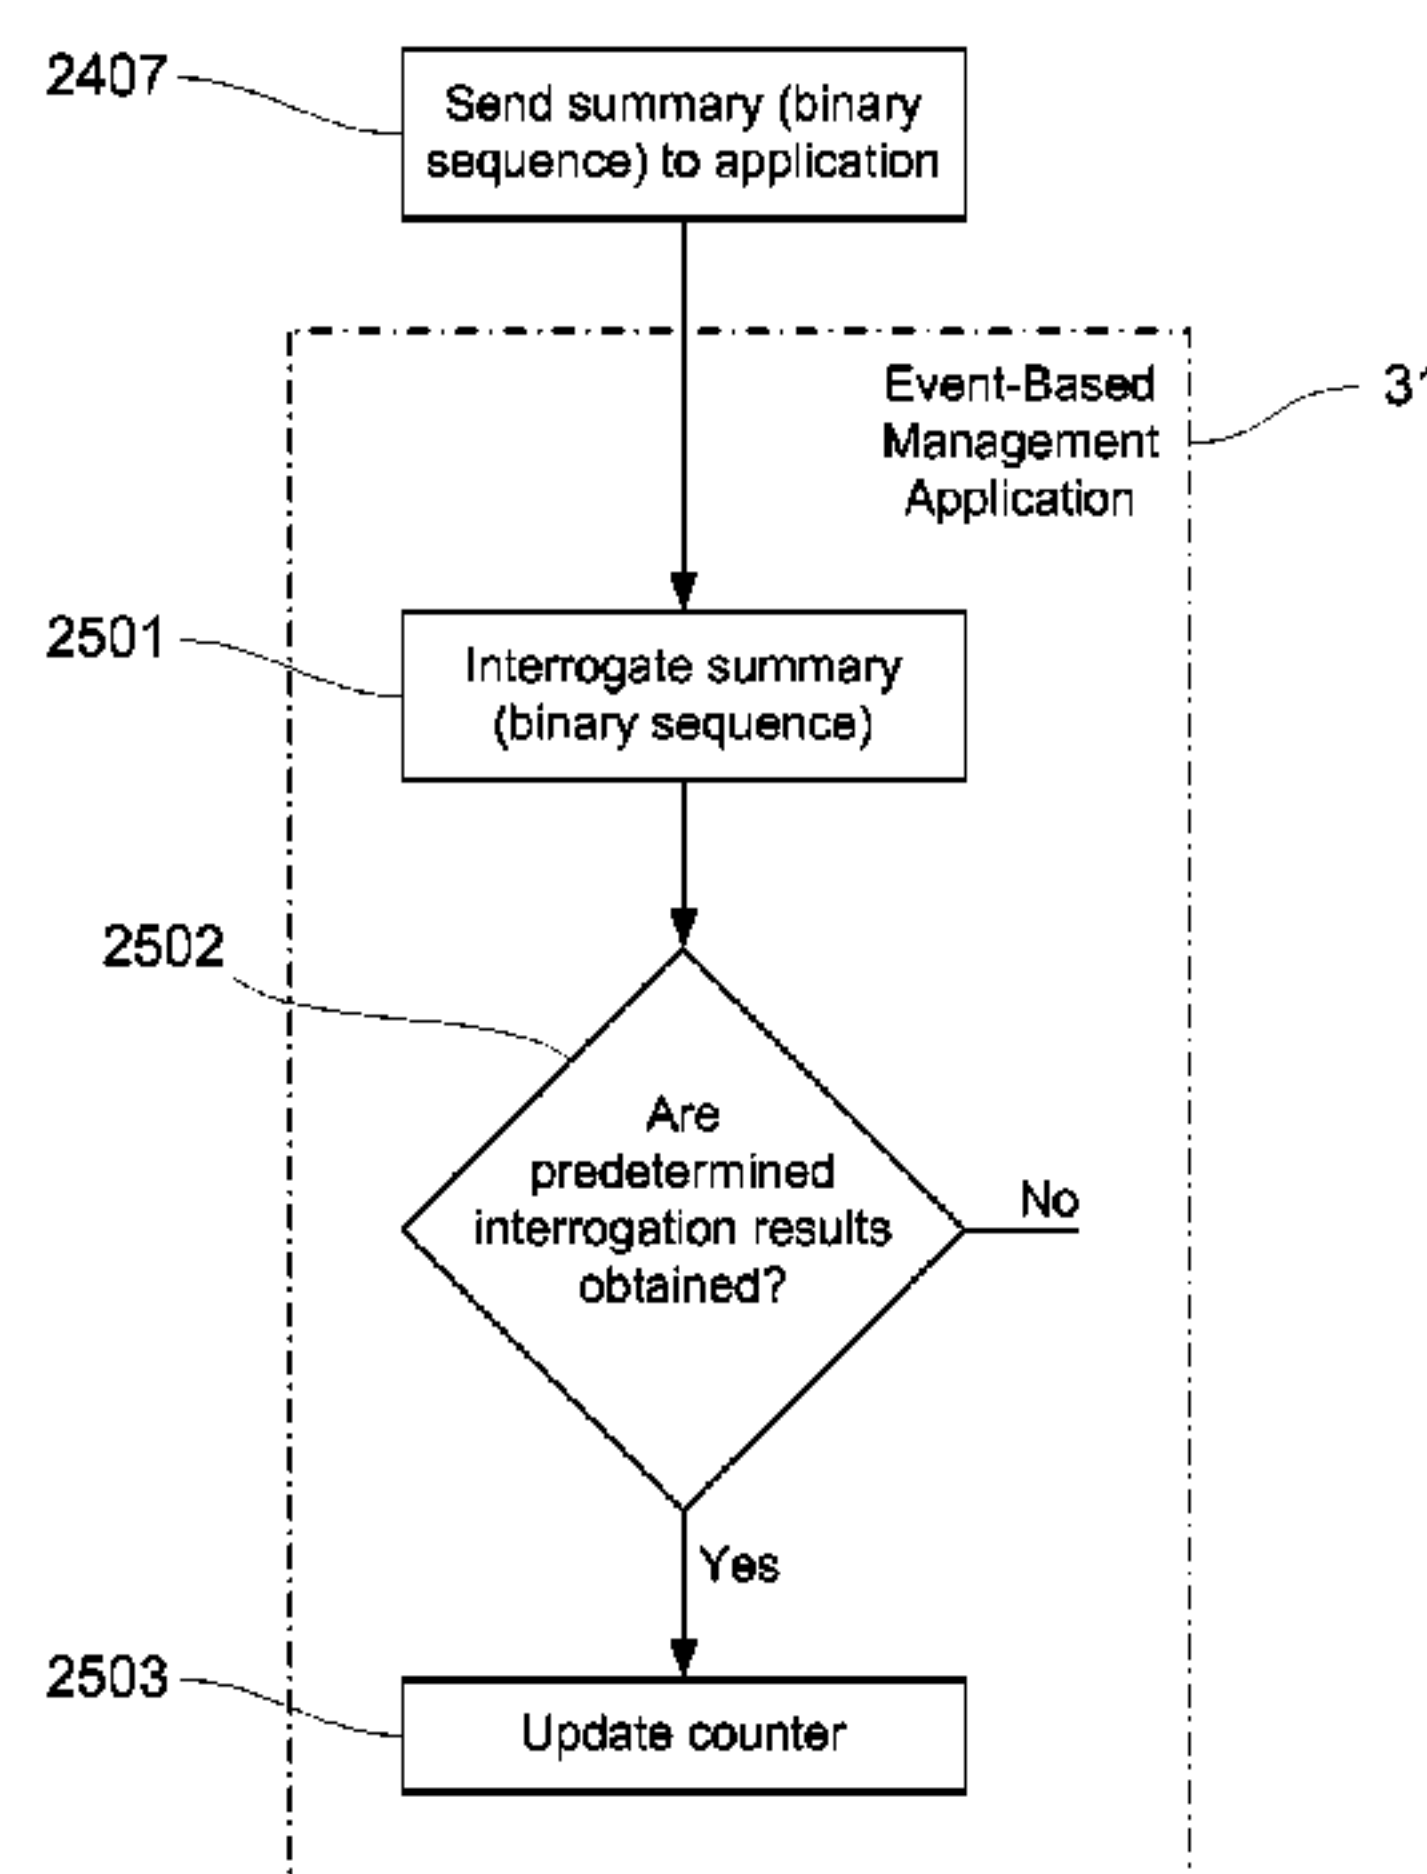 2407
Send summary (binary
sequence) to application
Event-Based
Management
Application
31
2501
Interrogate summary
(binary sequence)
2502
Are
predetermined
interrogation results
obtained?
No
Yes
2503
Update counter